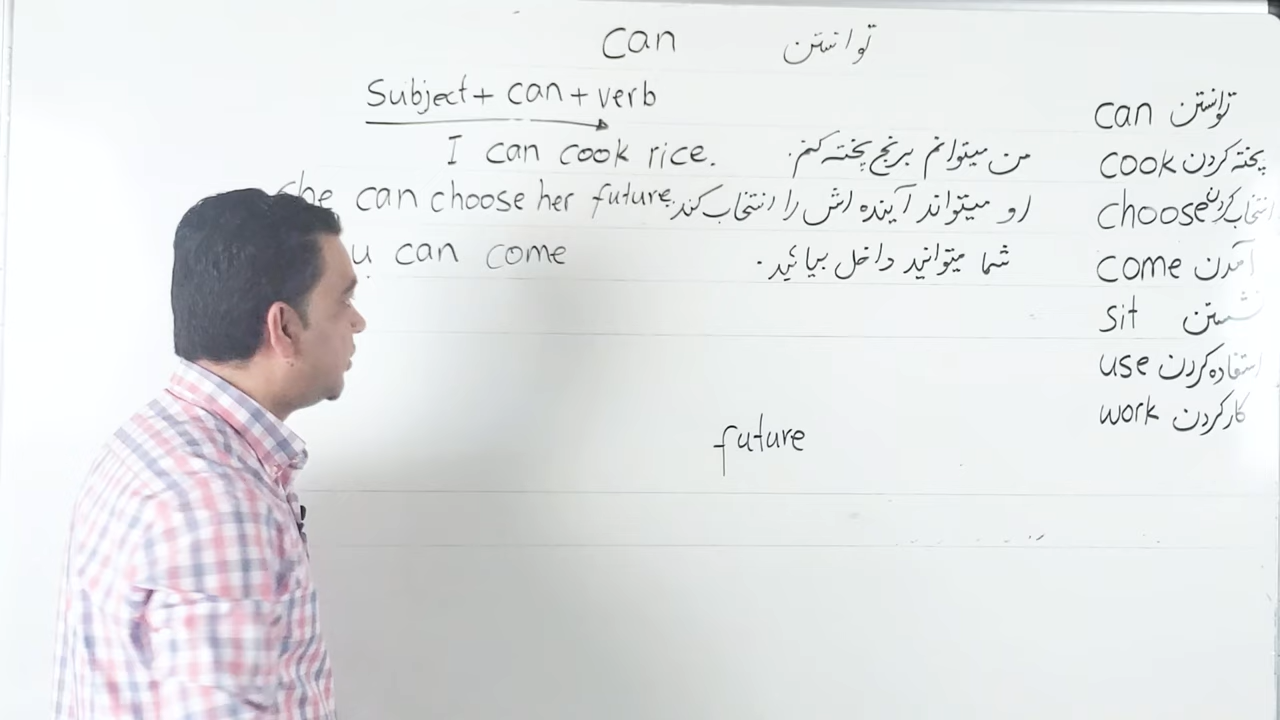 can توانستن
Subject + can + verb
I can cook rice. من میتوانم برنج پخته کنم.
She can choose her future. او میتواند آینده اش را انتخاب کند
can come شما میتوانید داخل بیائید.
future
can توانستن
cook پخته کردن
choose انتخاب کردن
come آمدن
sit نشستن
use استفاده کردن
work کار کردن